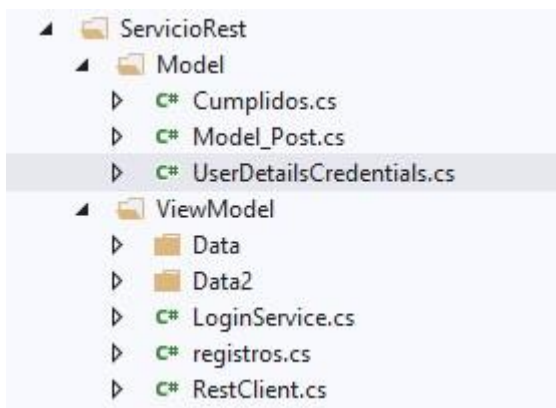 ServicioRest
Model
C# Cumplidos.cs
C# Model_Post.cs
C# UserDetailsCredentials.cs
ViewModel
Data
Data2
C# LoginService.cs
C# registros.cs
C# RestClient.cs